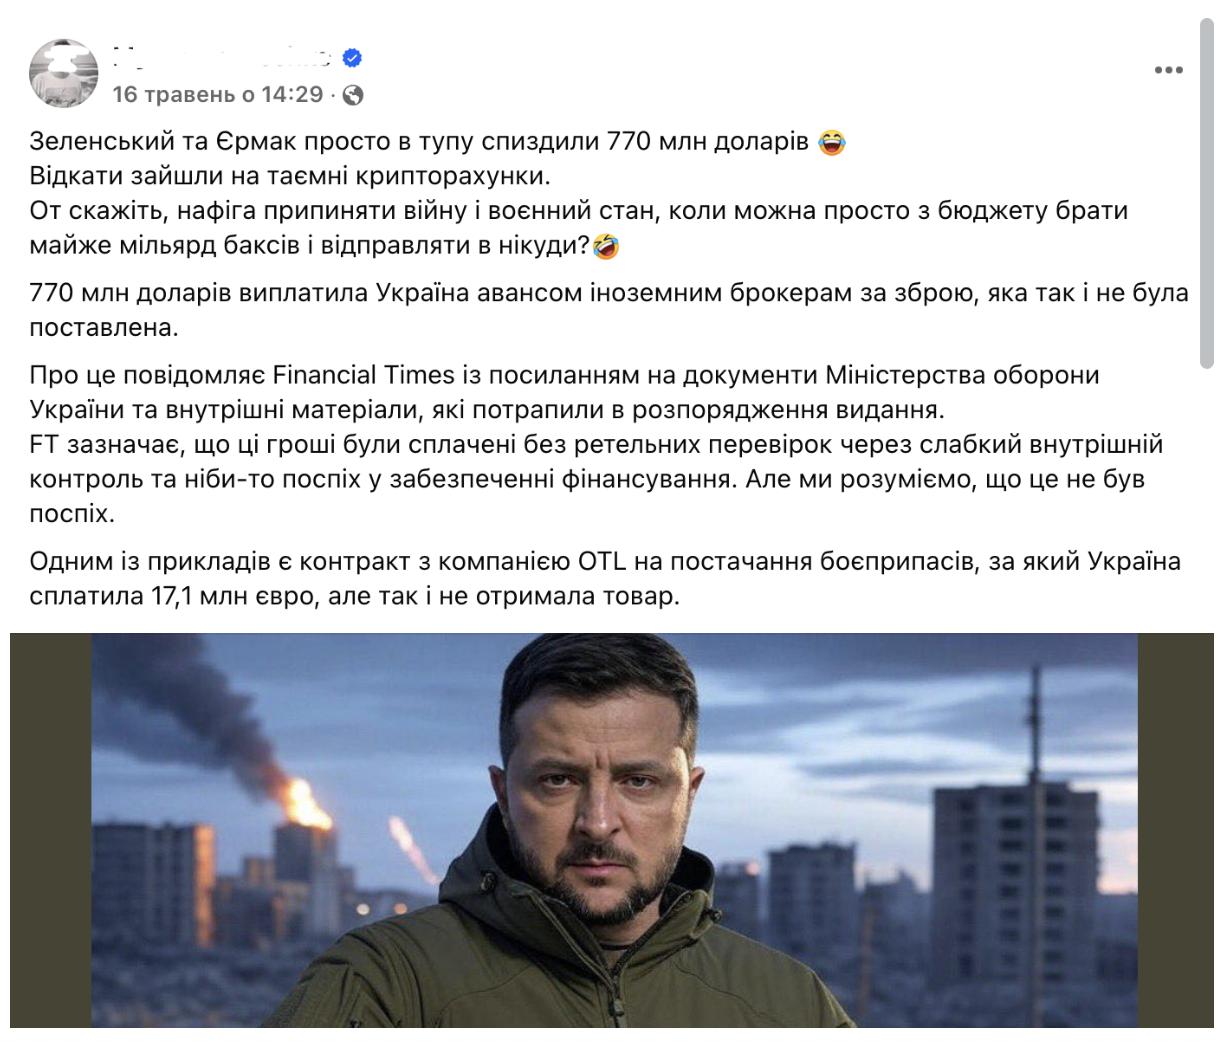 16 травень о 14:29 ·
Зеленський та Єрмак просто в тупу спиздили 770 млн доларів 😂
Відкати зайшли на таємні крипторахунки.
От скажіть, нафіга припиняти війну і воєнний стан, коли можна просто з бюджету брати
майже мільярд баксів і відправляти в нікуди?🤣
770 млн доларів виплатила Україна авансом іноземним брокерам за зброю, яка так і не була
поставлена.
Про це повідомляє Financial Times із посиланням на документи Міністерства оборони
України та внутрішні матеріали, які потрапили в розпорядження видання.
FT зазначає, що ці гроші були сплачені без ретельних перевірок через слабкий внутрішній
контроль та ніби-то поспіх у забезпеченні фінансування. Але ми розуміємо, що це не був
поспіх.
Одним із прикладів є контракт з компанією OTL на постачання боєприпасів, за який Україна
сплатила 17,1 млн євро, але так і не отримала товар.